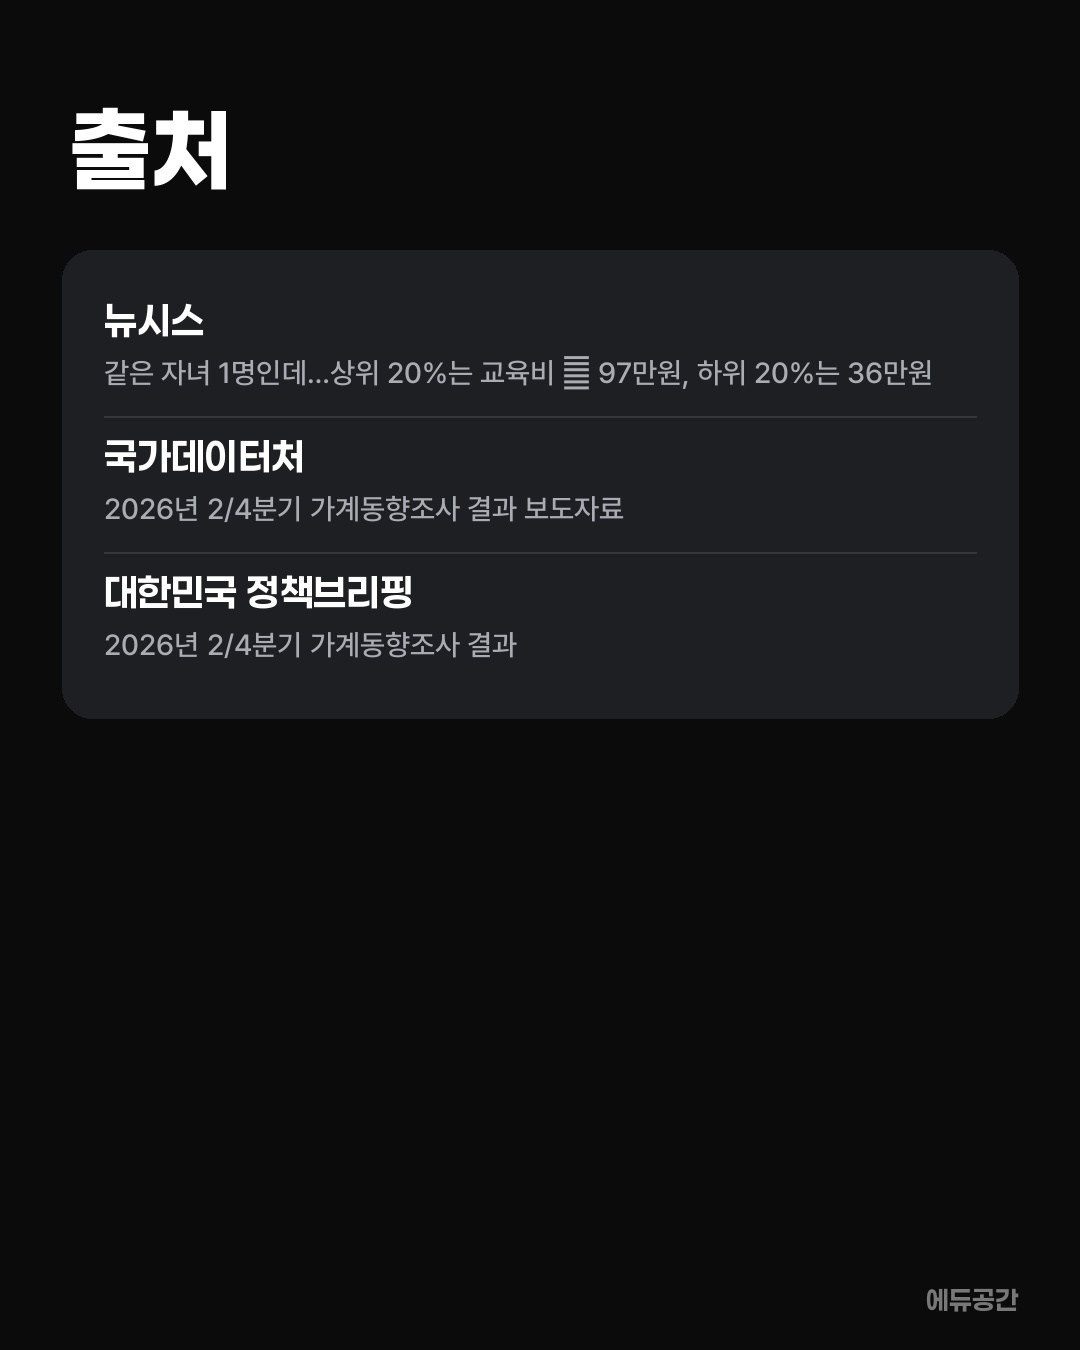 출처
뉴시스
같은 자녀 1명인데…상위 20%는 교육비 97만원, 하위 20%는 36만원
국가데이터처
2026년 2/4분기 가계동향조사 결과 보도자료
대한민국 정책브리핑
2026년 2/4분기 가계동향조사 결과
에듀공간